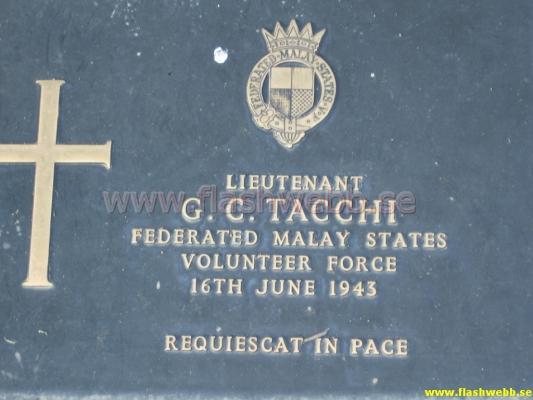 FEDERATED MALAY STATES V.F.
LIEUTENANT
www.flashwebb.se
G. C. TACCHI
FEDERATED MALAY STATES
VOLUNTEER FORCE
16TH JUNE 1943
REQUIESCAT IN PACE
www.flashwebb.se